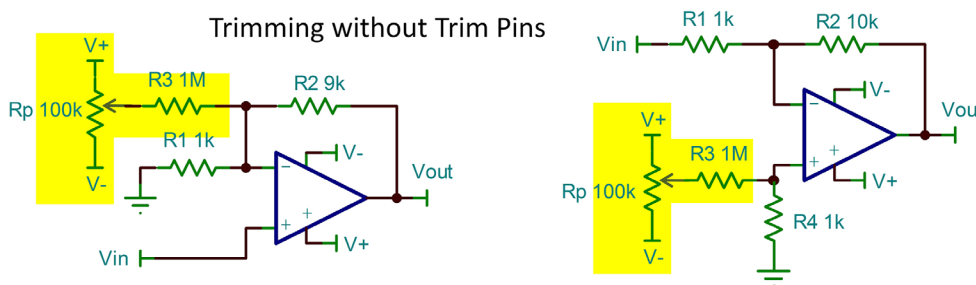 Trimming without Trim Pins
V+
R3 1M
Rp 100k
R2 9k
R1 1k
V-
−
V-
Vout
+
+
V+
Vin
R1 1k
R2 10k
Vin
−
V-
Vou
V+
R3 1M
+
+
V+
Rp 100k
R4 1k
V-